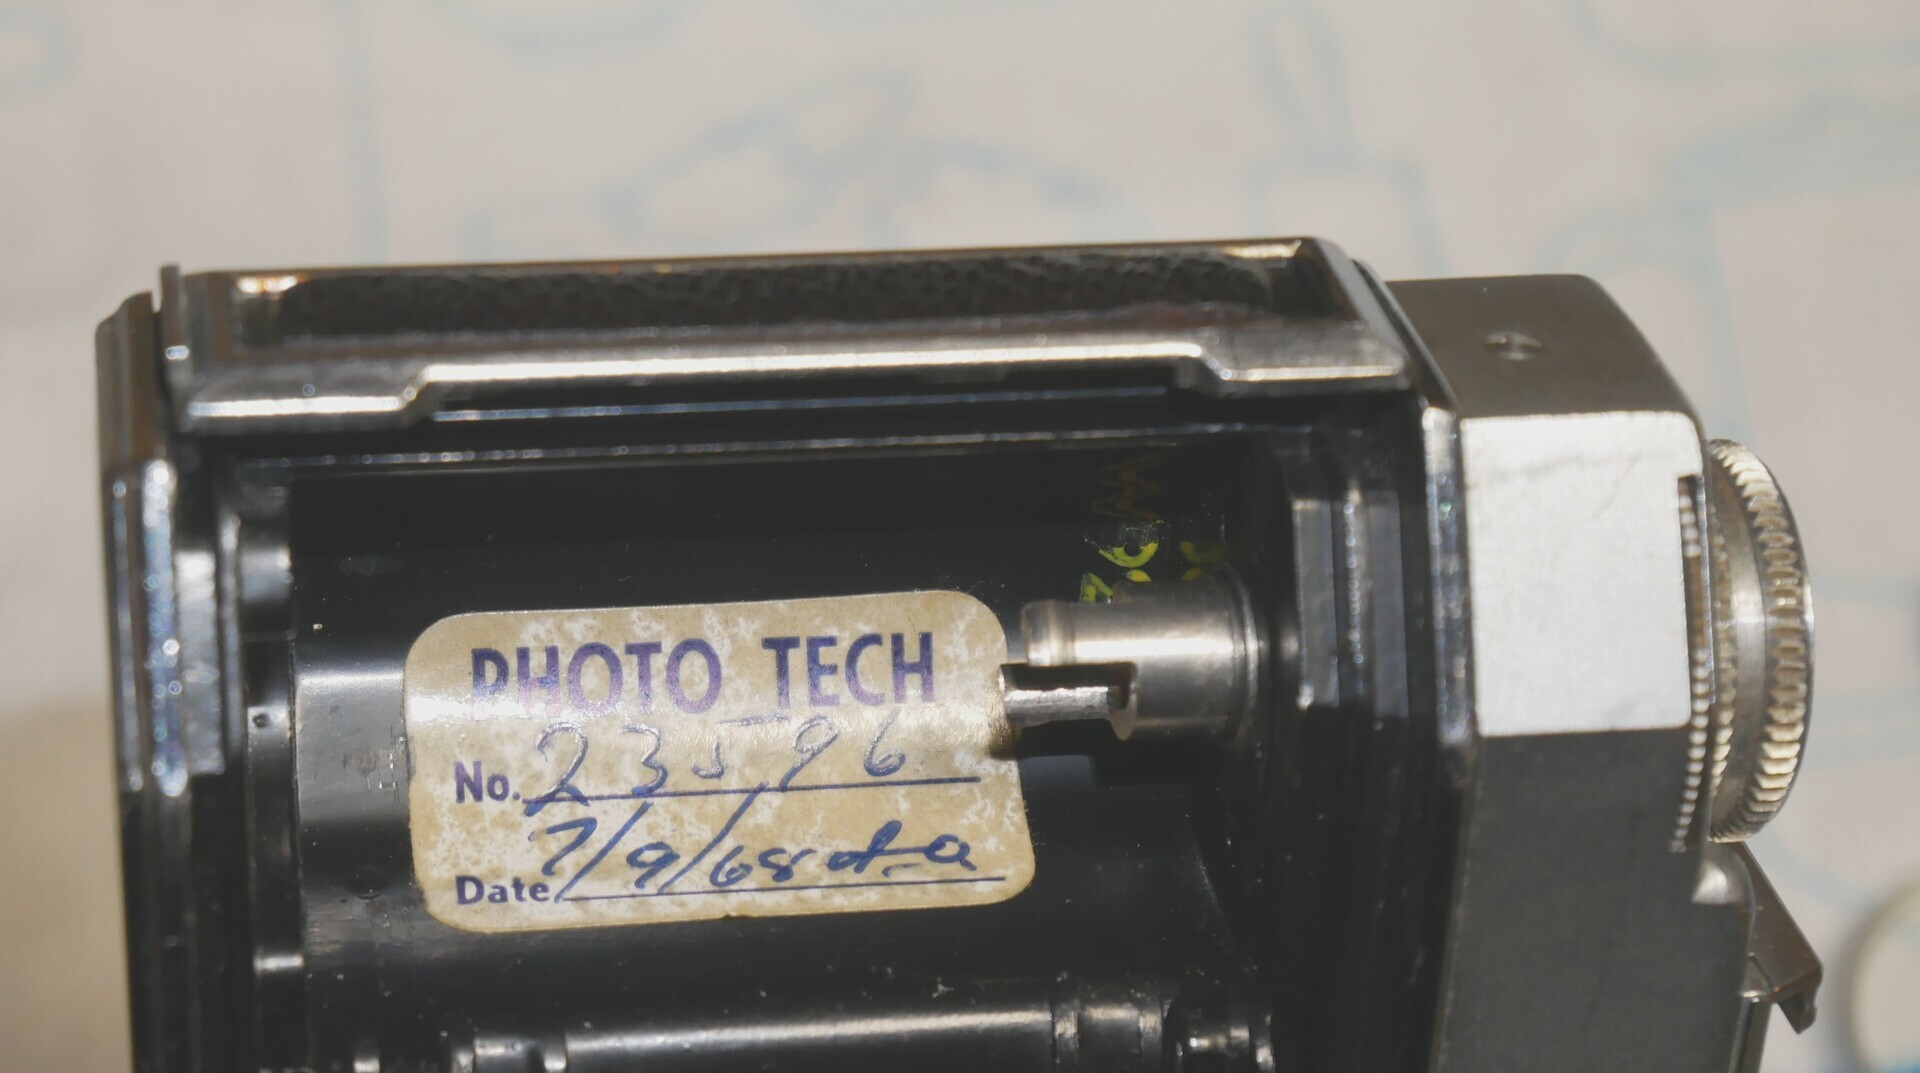 PHOTO TECH
No. 23596
Date 7/9/68